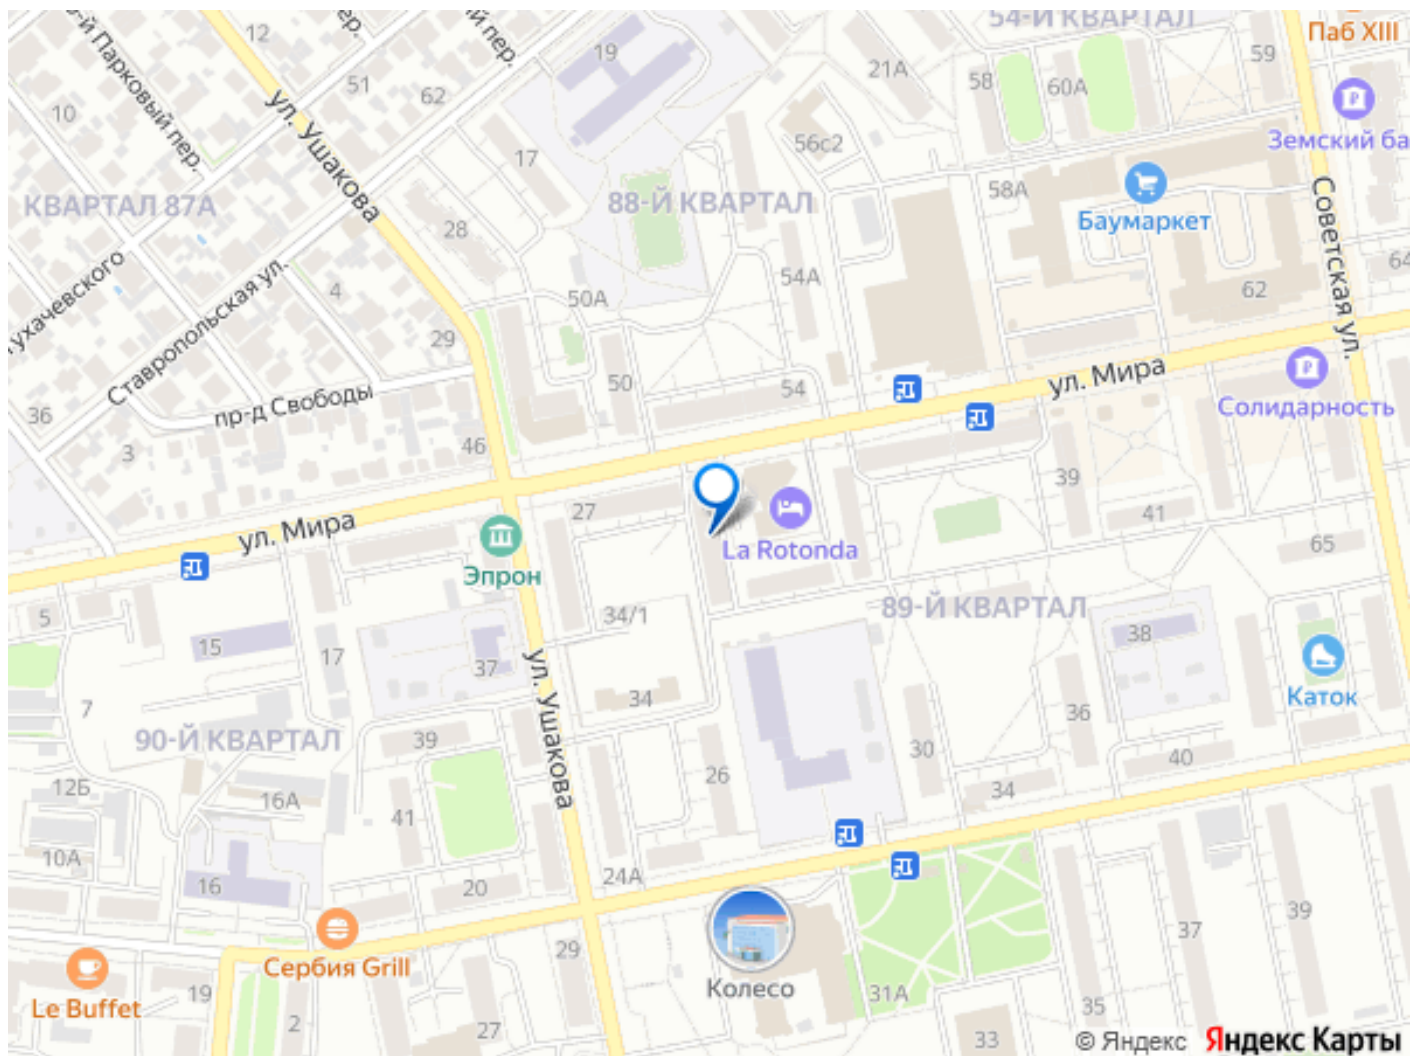 54-Й КВАРТАЛ
Паб XIII
12
19
59
51
21А
58
60А
62
10
ул. Ушакова
56с2
Земский ба
17
58А
КВАРТАЛ 87А
88-Й КВАРТАЛ
Баумаркет
Советская ул.
28
54А
64
4
50А
62
Ставропольская ул.
29
ул. Мира
50
54
пр-д Свободы
36
Солидарность
3
46
39
27
41
ул. Мира
La Rotonda
65
Эпрон
34/1
89-Й КВАРТАЛ
5
15
17
37
38
ул. Ушакова
34
Каток
7
36
90-Й КВАРТАЛ
39
30
40
26
12Б
16А
41
34
10А
16
20
24А
39
37
Сербия Grill
29
Колесо
Le Buffet
19
31А
35
2
27
33
© Яндекс
Яндекс Карты